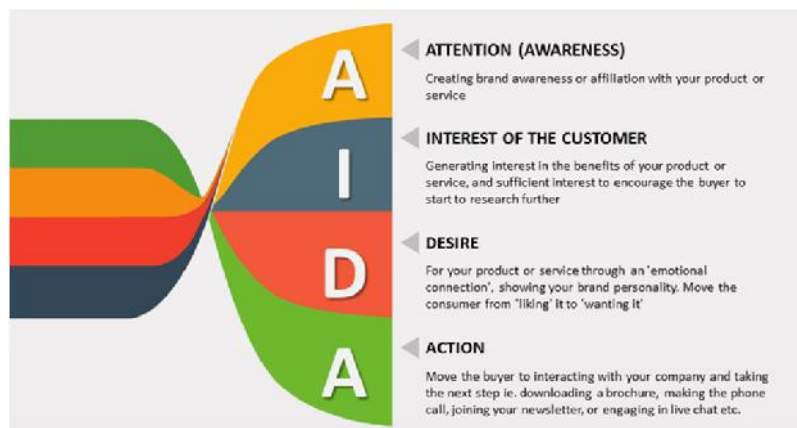 A
ATTENTION (AWARENESS)
Creating brand awareness or affiliation with your product or
service
I
INTEREST OF THE CUSTOMER
Generating interest in the benefits of your product or
service, and sufficient interest to encourage the buyer to
start to research further
D
DESIRE
For your product or service through an 'emotional
connection', showing your brand personality. Move the
consumer from 'liking' it to 'wanting it'
A
ACTION
Move the buyer to interacting with your company and taking
the next step ie. downloading a brochure, making the phone
call, joining your newsletter, or engaging in live chat etc.